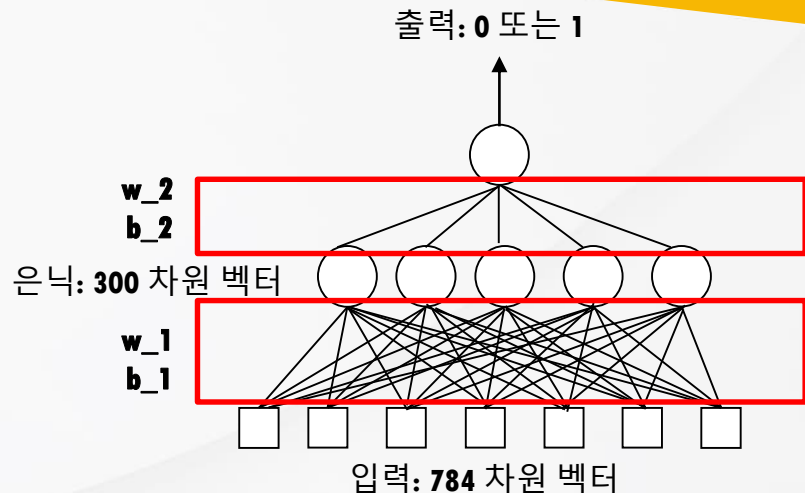 출력: 0 또는 1
w_2
b_2
은닉: 300 차원 벡터
w_1
b_1
입력: 784 차원 벡터